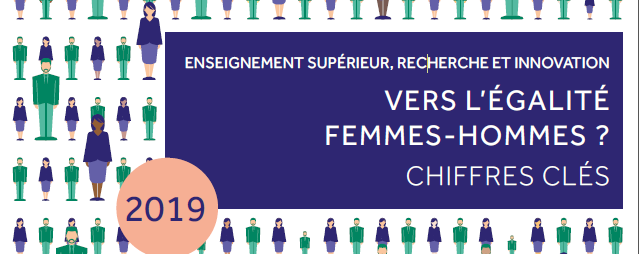 ENSEIGNEMENT SUPÉRIEUR, RECHERCHE ET INNOVATION
VERS L'ÉGALITÉ
FEMMES-HOMMES ?
CHIFFRES CLÉS
2019